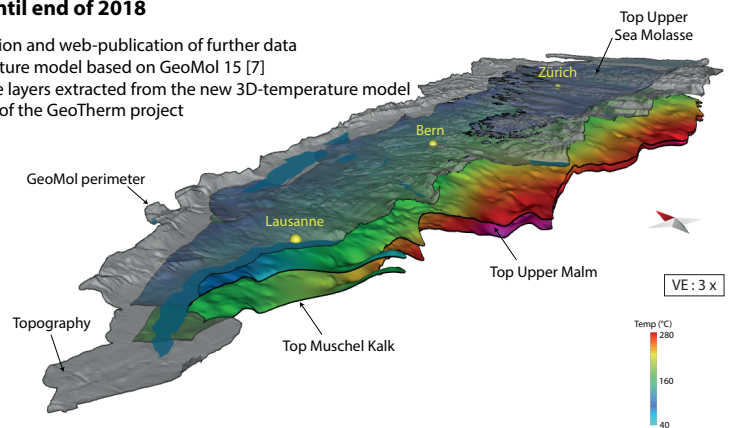 ntil end of 2018
ion and web-publication of further data
ture model based on GeoMol 15 [7]
e layers extracted from the new 3D-temperature model
of the GeoTherm project
Top Upper
Sea Molasse
Zürich
Bern
GeoMol perimeter
Lausanne
Top Upper Malm
VE : 3 x
Topography
Top Muschel Kalk
Temp (°C)
280
160
40